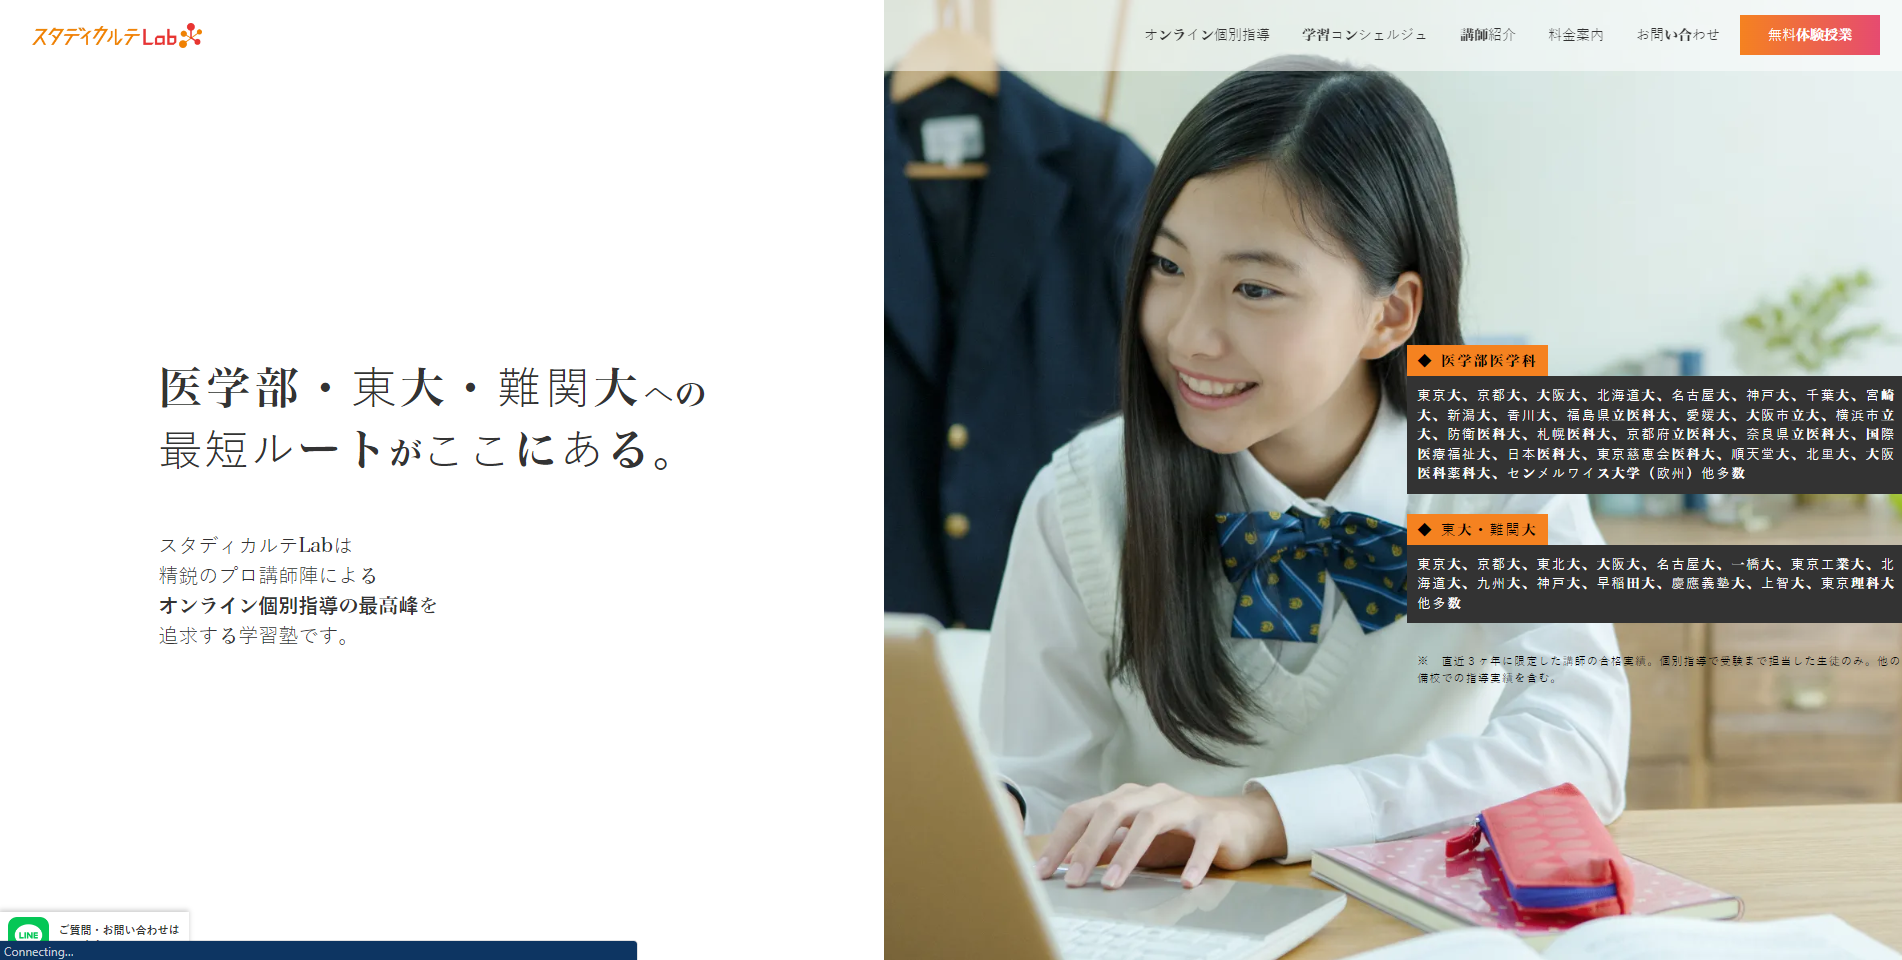 スタディカルテLab
オンライン個別指導
学習コンシェルジュ
講師紹介
料金案内
お問い合わせ
無料体験授業
医学部・東大・難関大への
最短ルートがここにある。
スタディカルテLabは
精鋭のプロ講師陣による
オンライン個別指導の最高峰を
追求する学習塾です。
◆ 医学部医学科
東京大、京都大、大阪大、北海道大、名古屋大、神戸大、千葉大、宮崎
大、新潟大、香川大、福島県立医科大、愛媛大、大阪市立大、横浜市立
大、防衛医科大、札幌医科大、京都府立医科大、奈良県立医科大、国際
医療福祉大、日本医科大、東京慈恵会医科大、順天堂大、北里大、大阪
医科薬科大、センメルワイス大学（欧州）他多数
◆ 東大・難関大
東京大、京都大、東北大、大阪大、名古屋大、一橋大、東京工業大、北
海道大、九州大、神戸大、早稲田大、慶應義塾大、上智大、東京理科大
他多数
※ 直近３ヶ年に限定した講師の合格実績。個別指導で受験まで担当した生徒のみ。他の
備校での指導実績を含む。
LINE
ご質問・お問い合わせは
Connecting...